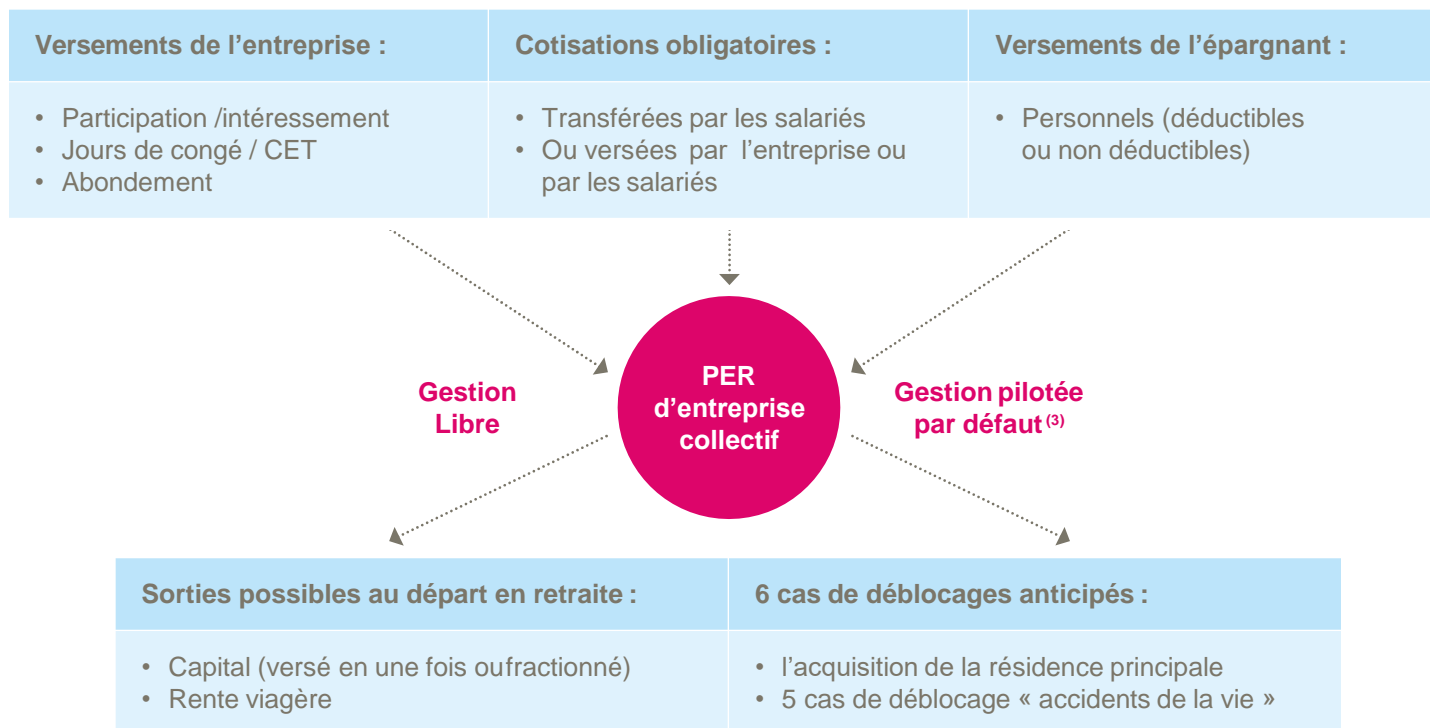 Versements de l’entreprise :
• Participation /intéressement
• Jours de congé / CET
• Abondement
Cotisations obligatoires :
• Transférées par les salariés
• Ou versées par l’entreprise ou
par les salariés
Versements de l’épargnant :
• Personnels (déductibles
ou non déductibles)
Gestion
Libre
PER
d’entreprise
collectif
Gestion pilotée
par défaut (3)
Sorties possibles au départ en retraite :
• Capital (versé en une fois oufractionné)
• Rente viagère
6 cas de déblocages anticipés :
• l’acquisition de la résidence principale
• 5 cas de déblocage « accidents de la vie »